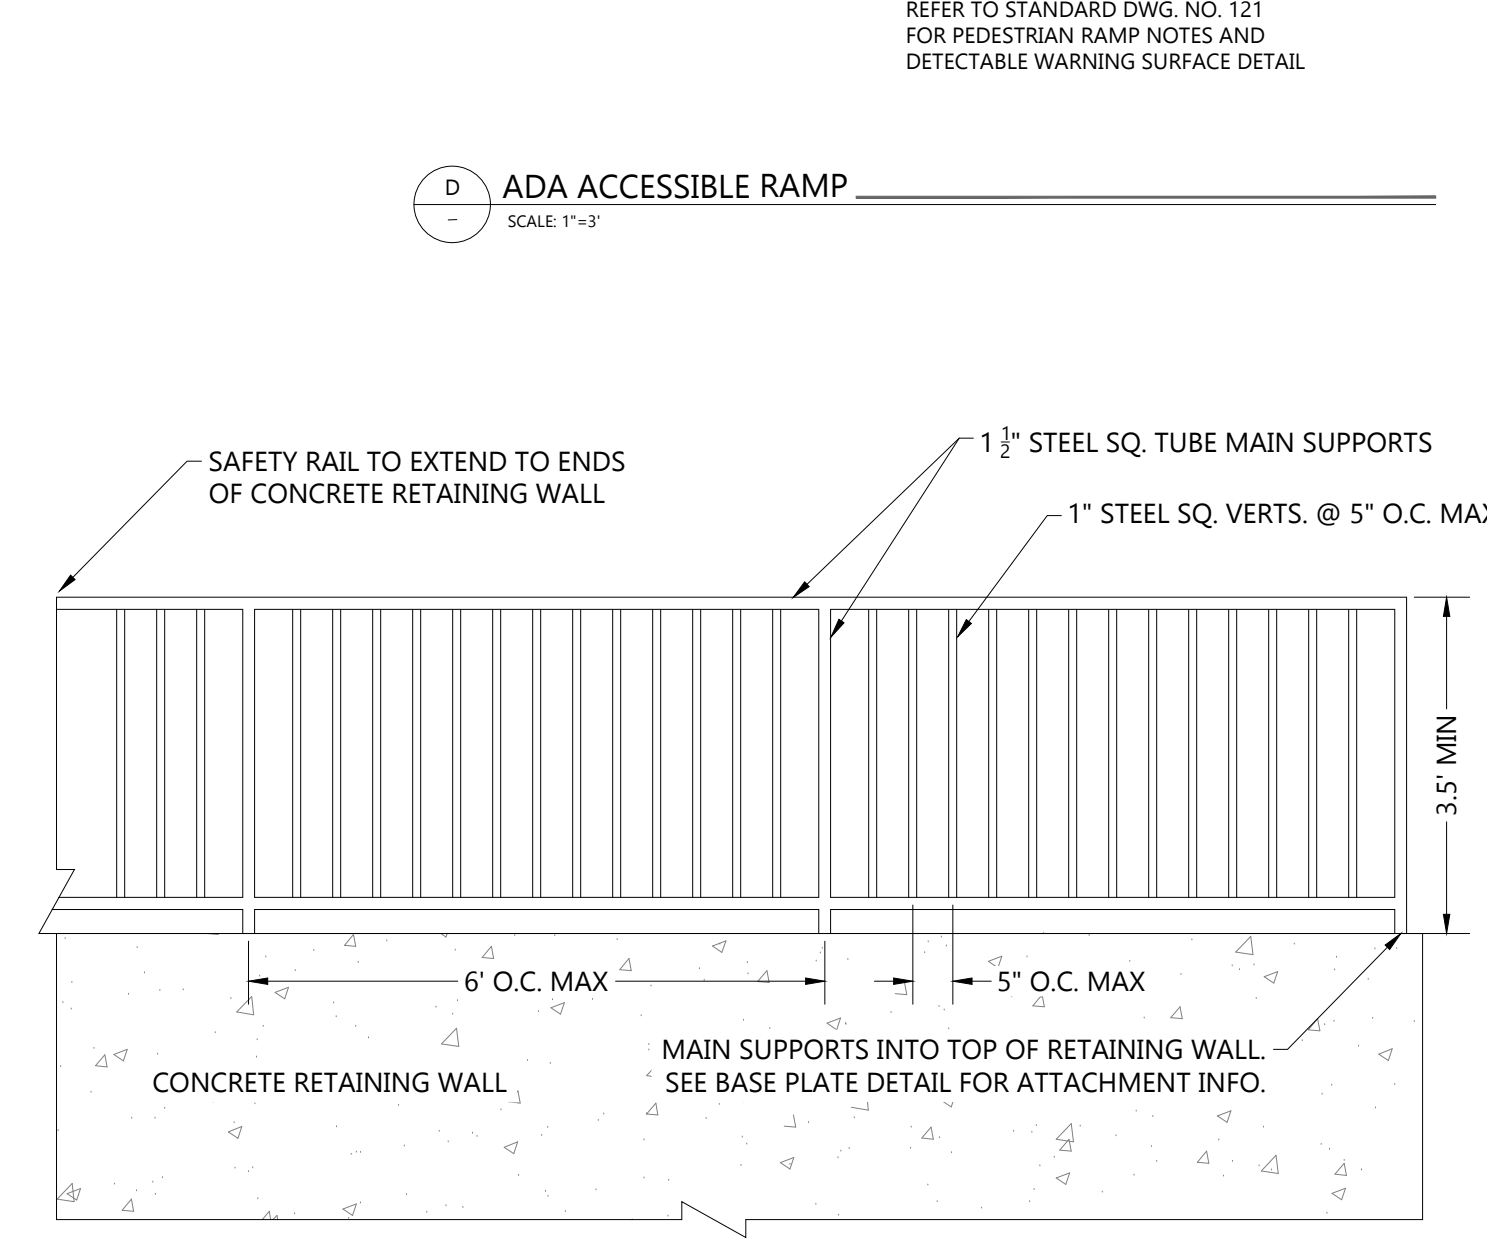 REFER TO STANDARD DWG. NO. 121
FOR PEDESTRIAN RAMP NOTES AND
DETECTABLE WARNING SURFACE DETAIL
D
–
ADA ACCESSIBLE RAMP
SCALE: 1"=3'
SAFETY RAIL TO EXTEND TO ENDS
OF CONCRETE RETAINING WALL
1 1/2" STEEL SQ. TUBE MAIN SUPPORTS
1" STEEL SQ. VERTS. @ 5" O.C. MAX
3.5' MIN
6' O.C. MAX
5" O.C. MAX
MAIN SUPPORTS INTO TOP OF RETAINING WALL.
SEE BASE PLATE DETAIL FOR ATTACHMENT INFO.
CONCRETE RETAINING WALL